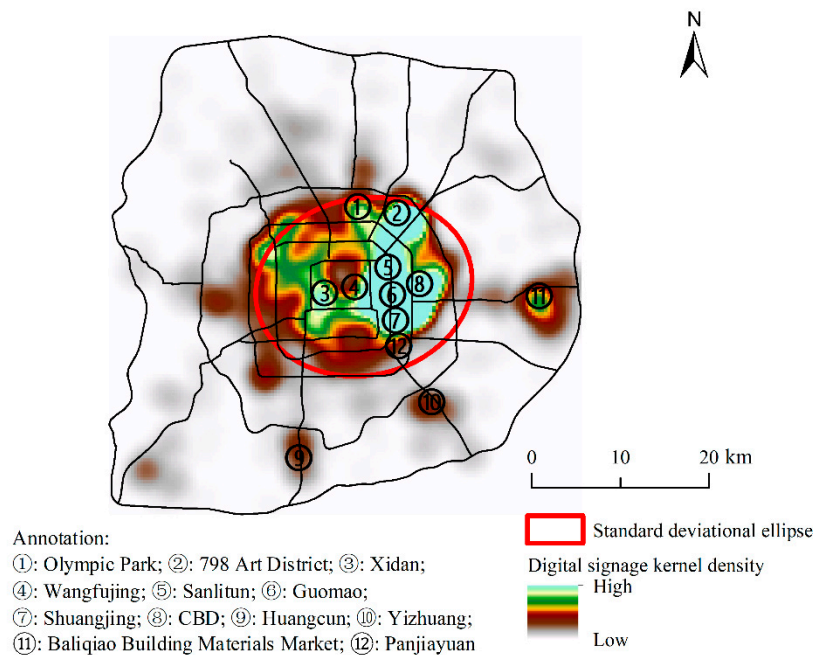 N
①
②
⑤
③
④
⑧
⑥
⑪
⑦
⑫
⑩
⑨
0 10 20 km
Standard deviational ellipse
Annotation:
①: Olympic Park; ②: 798 Art District; ③: Xidan;
④: Wangfujing; ⑤: Sanlitun; ⑥: Guomao;
⑦: Shuangjing; ⑧: CBD; ⑨: Huangcun; ⑩: Yizhuang;
⑪: Baliqiao Building Materials Market; ⑫: Panjiayuan
Digital signage kernel density
High
Low